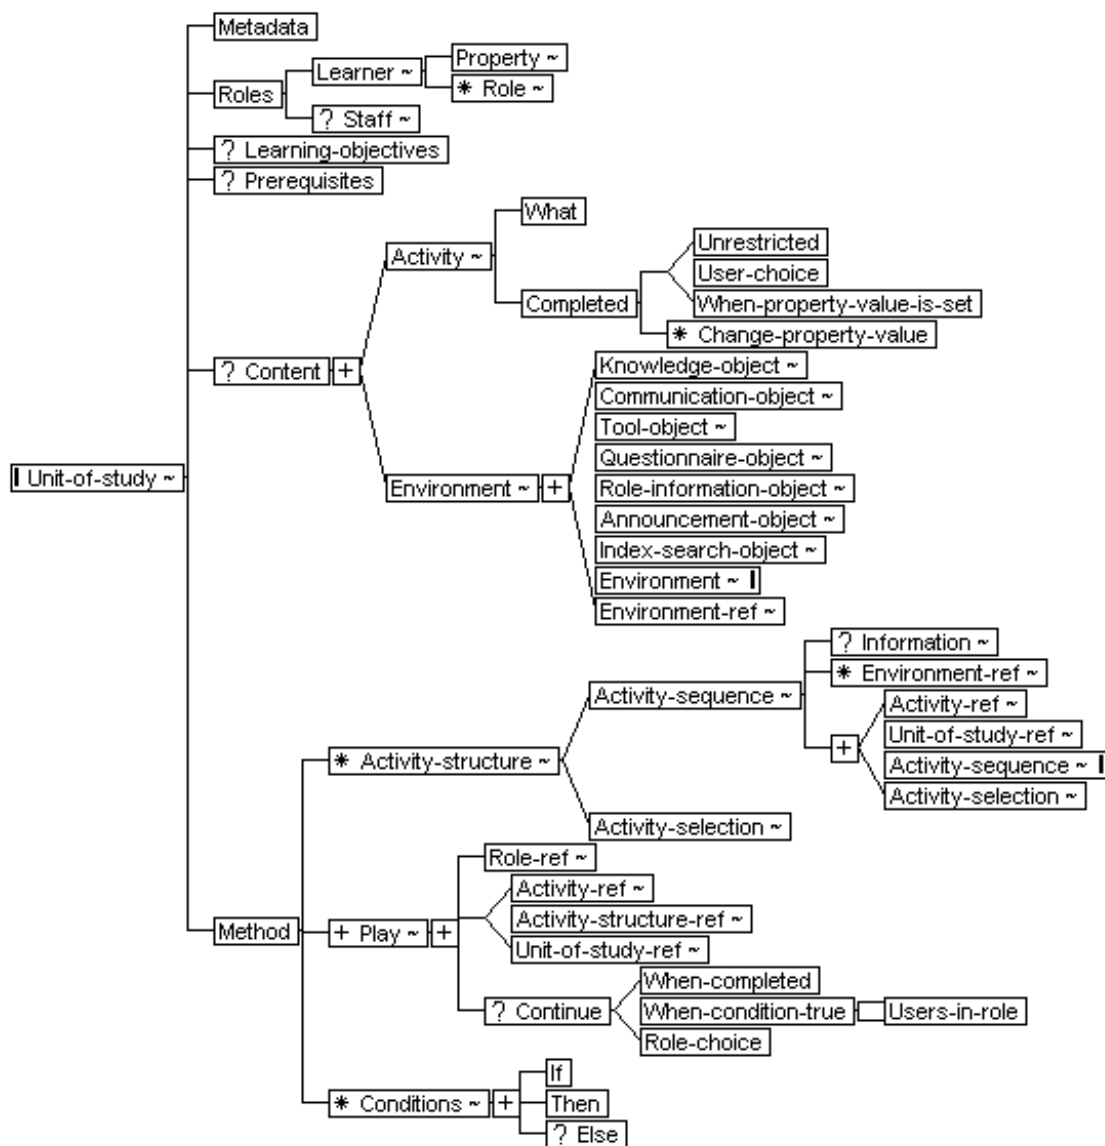 Metadata
Property ~
Learner ~
* Role ~
Roles
? Staff ~
? Learning-objectives
? Prerequisites
What
Unrestricted
Activity ~
User-choice
Completed
When-property-value-is-set
* Change-property-value
Knowledge-object ~
? Content +
Communication-object ~
Tool-object ~
Questionnaire-object ~
Unit-of-study ~
Environment ~ +
Role-information-object ~
Announcement-object ~
Index-search-object ~
Environment ~
Environment-ref ~
? Information ~
* Environment-ref ~
Activity-sequence ~
Activity-ref ~
Unit-of-study-ref ~
+
* Activity-structure ~
Activity-sequence ~
Activity-selection ~
Activity-selection ~
Role-ref ~
Activity-ref ~
Activity-structure-ref ~
Method
+ Play ~ +
Unit-of-study-ref ~
When-completed
? Continue
When-condition-true
Users-in-role
Role-choice
If
* Conditions ~ +
Then
? Else